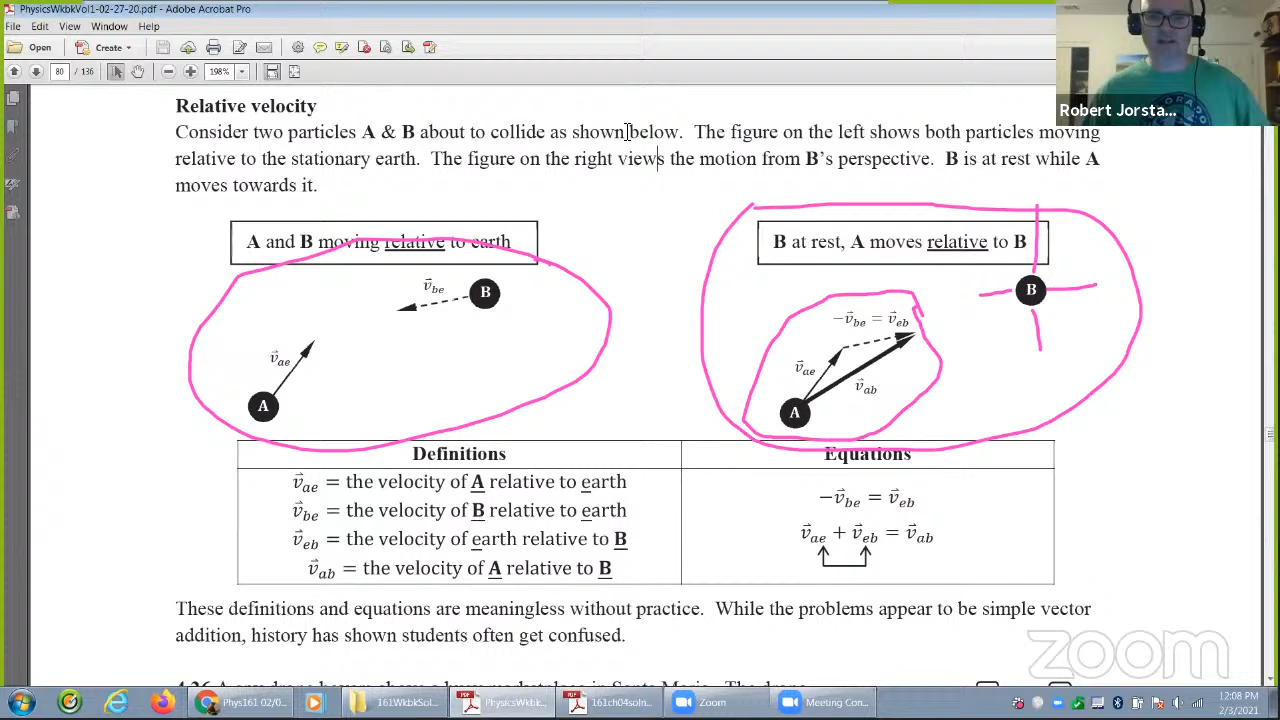 PhysicsWkbkVol1-02-27-20.pdf - Adobe Acrobat Pro
File Edit View Window Help
Open Create
80 / 136 198%
Robert Jorsta...
Relative velocity
Consider two particles A & B about to collide as shown below. The figure on the left shows both particles moving
relative to the stationary earth. The figure on the right views the motion from B's perspective. B is at rest while A
moves towards it.
A and B moving relative to earth
B at rest, A moves relative to B
v⃗be B
v⃗ae
A
B
−v⃗be = v⃗eb
v⃗ae
v⃗ab
A
Definitions Equations
v⃗ae = the velocity of A relative to earth
v⃗be = the velocity of B relative to earth
v⃗eb = the velocity of earth relative to B
v⃗ab = the velocity of A relative to B
−v⃗be = v⃗eb
v⃗ae + v⃗eb = v⃗ab
These definitions and equations are meaningless without practice. While the problems appear to be simple vector
addition, history has shown students often get confused.
zoom
Phys161 02/0... 161WkbkSol... PhysicsWkb... 161ch04soln... Zoom Meeting Con...
12:08 PM
2/3/2021